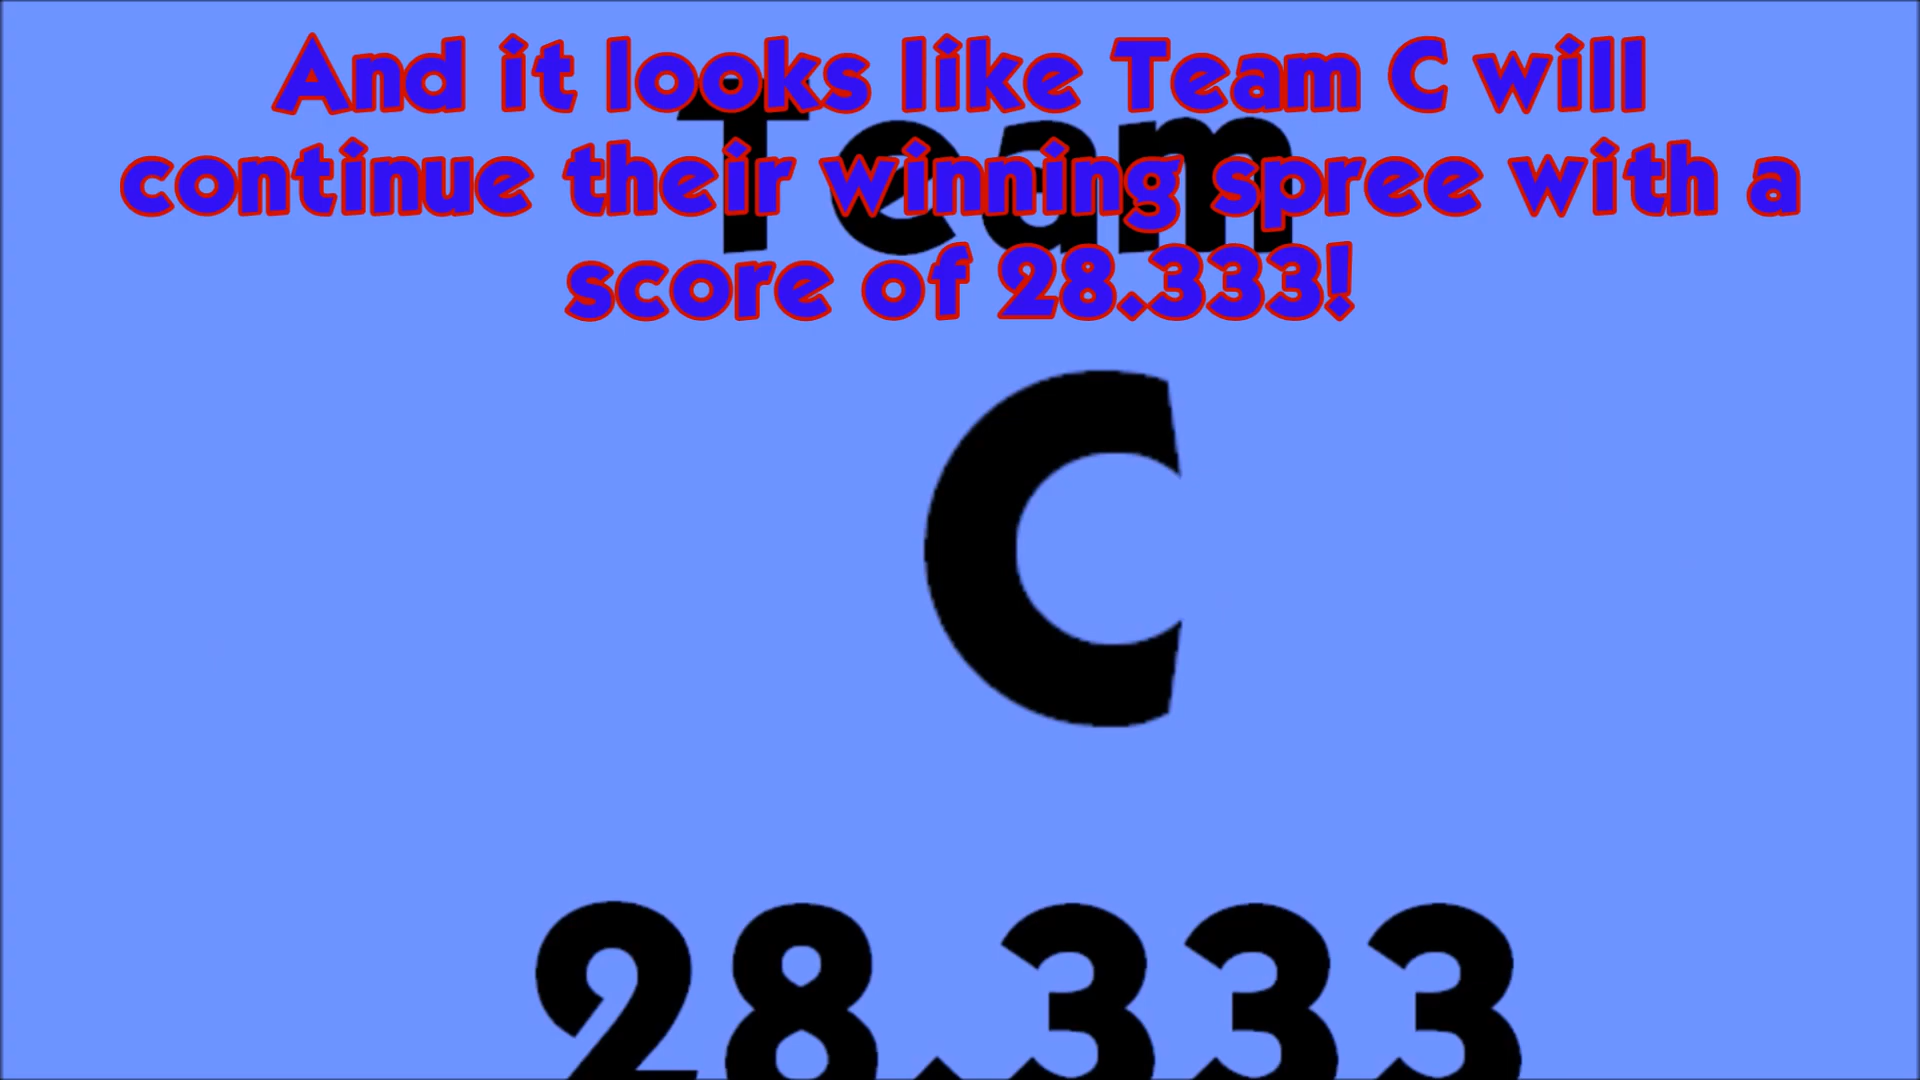 And it looks like Team C will
continue their winning spree with a
score of 28.333!
Team
C
28.333